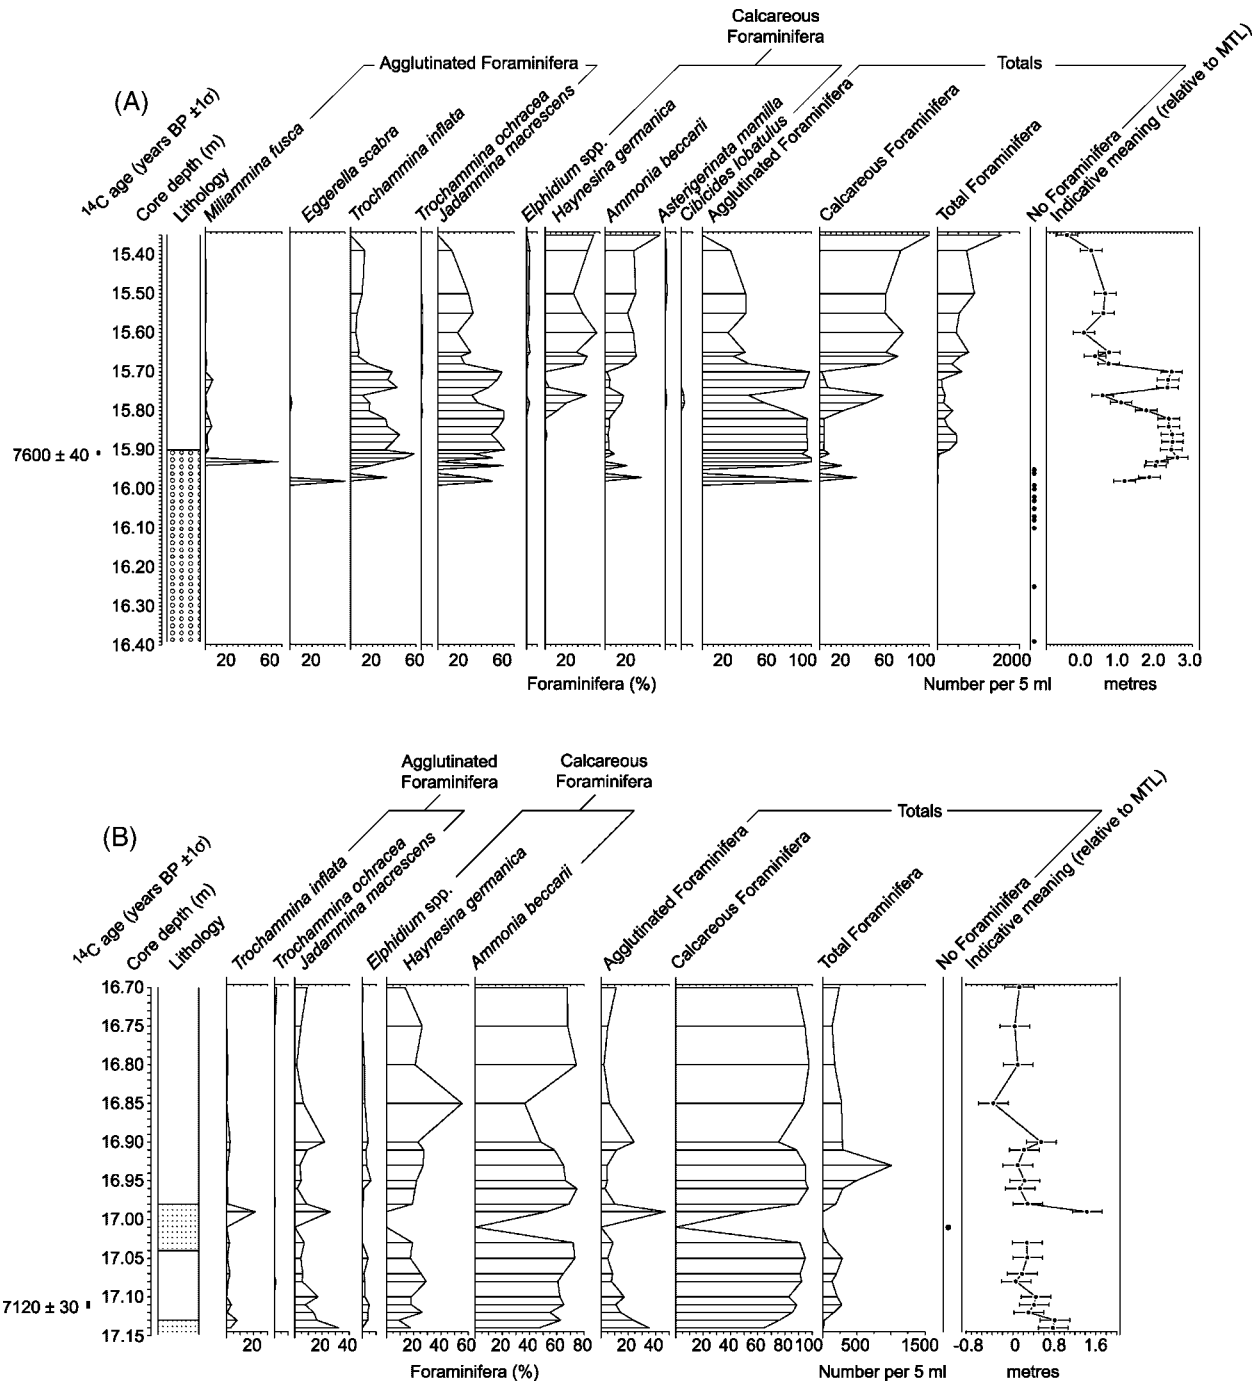 Calcareous
Foraminifera
Agglutinated Foraminifera
Totals
(A)
14C age (years BP ±1σ)
Core depth (m)
Lithology
Miliammina fusca
Eggerella scabra
Trochammina inflata
Trochammina ochracea
Jadammina macrescens
Elphidium spp.
Haynesina germanica
Ammonia beccarii
Asterigerinata mamilla
Cibicides lobatulus
Agglutinated Foraminifera
Calcareous Foraminifera
Total Foraminifera
No Foraminifera
Indicative meaning (relative to MTL)
15.40
15.50
15.60
15.70
15.80
15.90
7600 ± 40
16.00
16.10
16.20
16.30
16.40
20 60 20 20 60 20 60 20 20 20 60 100 20 60 100 2000 0.0 1.0 2.0 3.0
Foraminifera (%) Number per 5 ml metres
Agglutinated
Foraminifera
Calcareous
Foraminifera
Totals
(B)
14C age (years BP ±1σ)
Core depth (m)
Lithology
Trochammina inflata
Trochammina ochracea
Jadammina macrescens
Elphidium spp.
Haynesina germanica
Ammonia beccarii
Agglutinated Foraminifera
Calcareous Foraminifera
Total Foraminifera
No Foraminifera
Indicative meaning (relative to MTL)
16.70
16.75
16.80
16.85
16.90
16.95
17.00
17.05
17.10
7120 ± 30
17.15
20 20 40 20 40 60 20 40 60 80 20 40 20 40 60 80 100 500 1500 -0.8 0 1.6
Foraminifera (%) Number per 5 ml metres